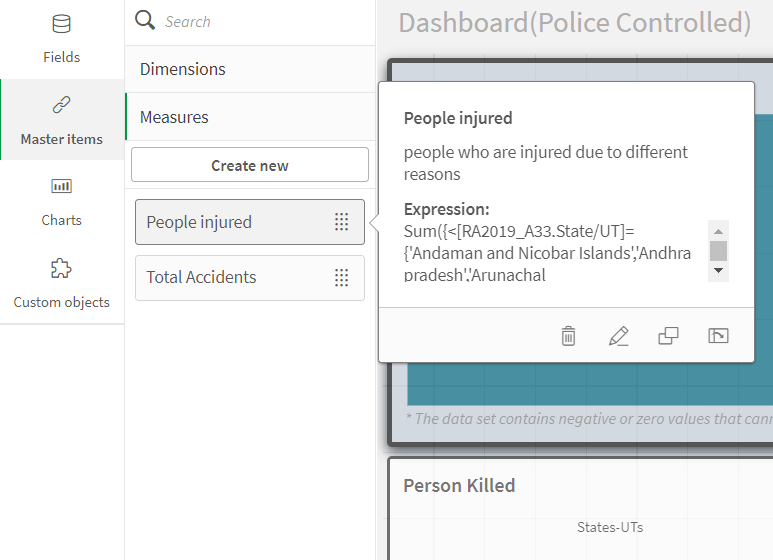 Fields
Master items
Charts
Custom objects
Search
Dimensions
Measures
Create new
People injured
Total Accidents
Dashboard(Police Controlled)
People injured
people who are injured due to different
reasons
Expression:
Sum({<[RA2019_A33.State/UT]=
{'Andaman and Nicobar Islands','Andhra
pradesh','Arunachal
* The data set contains negative or zero values that
Person Killed
States-UTs